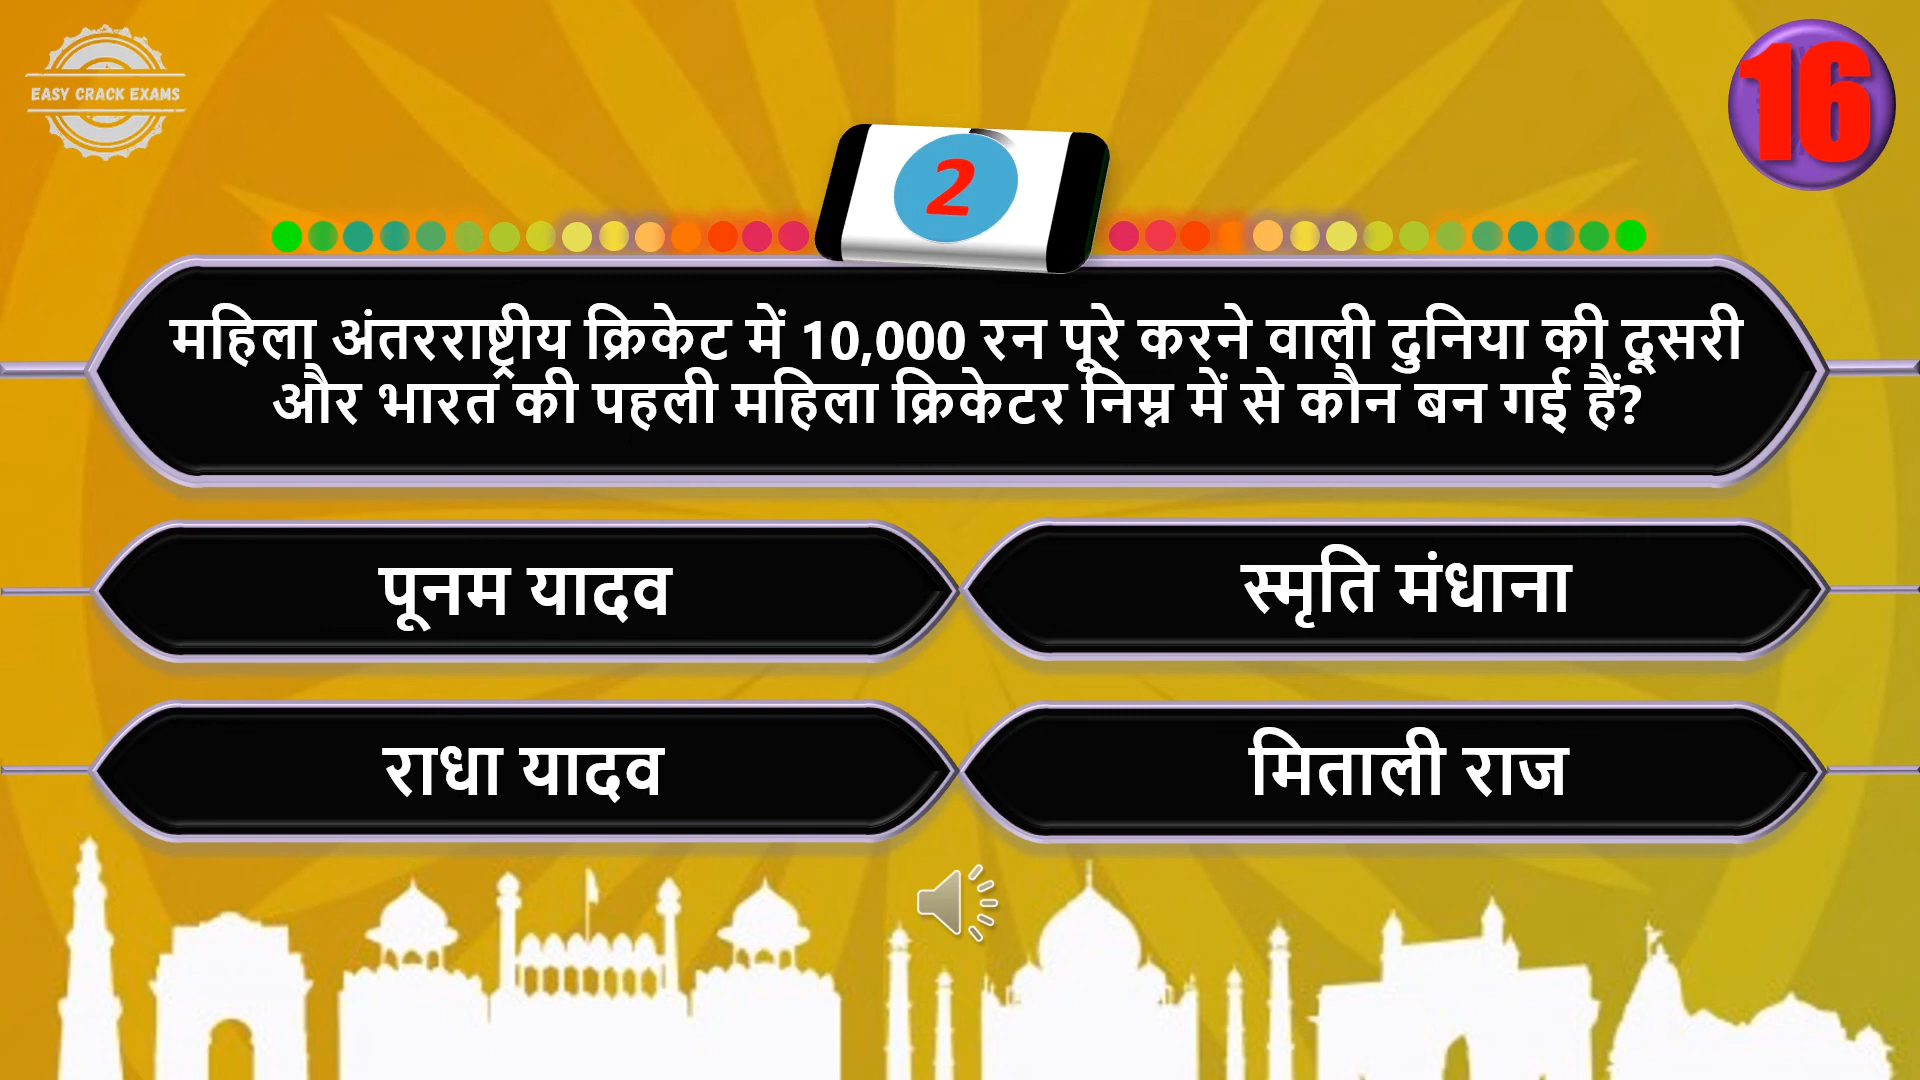 EASY CRACK EXAMS
16
2
महिला अंतरराष्ट्रीय क्रिकेट में 10,000 रन पूरे करने वाली दुनिया की दूसरी
और भारत की पहली महिला क्रिकेटर निम्न में से कौन बन गई हैं?
पूनम यादव
स्मृति मंधाना
राधा यादव
मिताली राज